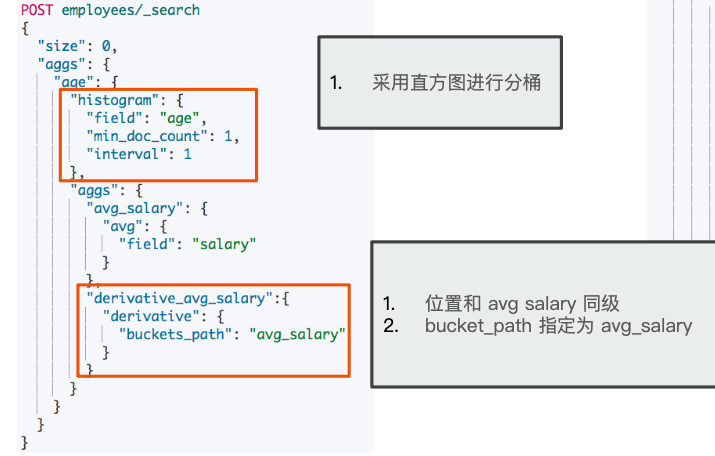 POST employees/_search
{
  "size": 0,
  "aggs": {
    "age": {
      "histogram": {
        "field": "age",
        "min_doc_count": 1,
        "interval": 1
      },
      "aggs": {
        "avg_salary": {
          "avg": {
            "field": "salary"
          }
        },
        "derivative_avg_salary":{
          "derivative": {
            "buckets_path": "avg_salary"
          }
        }
      }
    }
  }
}
1. 采用直方图进行分桶
1. 位置和 avg salary 同级
2. bucket_path 指定为 avg_salary